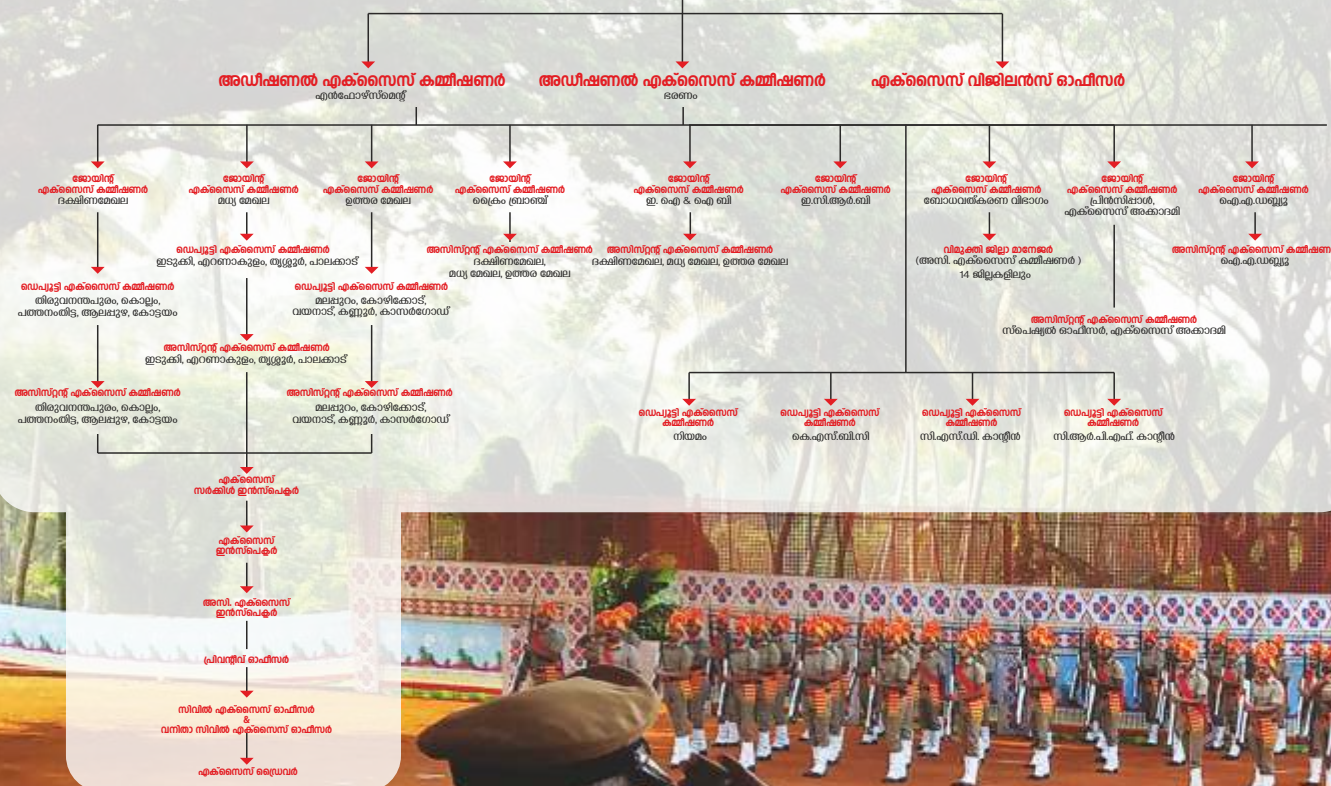 അഡീഷണൽ എക്സൈസ് കമ്മീഷണർ
എൻഫോഴ്സ്മെന്റ്
അഡീഷണൽ എക്സൈസ് കമ്മീഷണർ
ഭരണം
എക്സൈസ് വിജിലൻസ് ഓഫീസർ
ജോയിന്റ്
എക്സൈസ് കമ്മീഷണർ
ദക്ഷിണമേഖല
ജോയിന്റ്
എക്സൈസ് കമ്മീഷണർ
മധ്യ മേഖല
ജോയിന്റ്
എക്സൈസ് കമ്മീഷണർ
ഉത്തര മേഖല
ജോയിന്റ്
എക്സൈസ് കമ്മീഷണർ
ക്രൈം ബ്രാഞ്ച്
ജോയിന്റ്
എക്സൈസ് കമ്മീഷണർ
ഇ. ഐ & ഐ ബി
ജോയിന്റ്
എക്സൈസ് കമ്മീഷണർ
ഇ.സി.ആർ.ബി
ജോയിന്റ്
എക്സൈസ് കമ്മീഷണർ
ബോധവത്കരണ വിഭാഗം
ജോയിന്റ്
എക്സൈസ് കമ്മീഷണർ
പ്രിൻസിപ്പാൾ,
എക്സൈസ് അക്കാദമി
ജോയിന്റ്
എക്സൈസ് കമ്മീഷണർ
ഐ.എ.ഡബ്ല്യു
ഡെപ്യൂട്ടി എക്സൈസ് കമ്മീഷണർ
ഇടുക്കി, എറണാകുളം, തൃശ്ശൂർ, പാലക്കാട്
അസിസ്റ്റന്റ് എക്സൈസ് കമ്മീഷണർ
ദക്ഷിണമേഖല,
മധ്യ മേഖല, ഉത്തര മേഖല
അസിസ്റ്റന്റ് എക്സൈസ് കമ്മീഷണർ
ദക്ഷിണമേഖല, മധ്യ മേഖല, ഉത്തര മേഖല
വിമുക്തി ജില്ലാ മാനേജർ
(അസി. എക്സൈസ് കമ്മീഷണർ )
14 ജില്ലകളിലും
അസിസ്റ്റന്റ് എക്സൈസ് കമ്മീഷണ
ഐ.എ.ഡബ്ല്യു
ഡെപ്യൂട്ടി എക്സൈസ് കമ്മീഷണർ
തിരുവനന്തപുരം, കൊല്ലം,
പത്തനംതിട്ട, ആലപ്പുഴ, കോട്ടയം
ഡെപ്യൂട്ടി എക്സൈസ് കമ്മീഷണർ
മലപ്പുറം, കോഴിക്കോട്,
വയനാട്, കണ്ണൂർ, കാസർഗോഡ്
അസിസ്റ്റന്റ് എക്സൈസ് കമ്മീഷണർ
സ്പെഷ്യൽ ഓഫീസർ, എക്സൈസ് അക്കാദമി
അസിസ്റ്റന്റ് എക്സൈസ് കമ്മീഷണർ
ഇടുക്കി, എറണാകുളം, തൃശ്ശൂർ, പാലക്കാട്
അസിസ്റ്റന്റ് എക്സൈസ് കമ്മീഷണർ
തിരുവനന്തപുരം, കൊല്ലം,
പത്തനംതിട്ട, ആലപ്പുഴ, കോട്ടയം
അസിസ്റ്റന്റ് എക്സൈസ് കമ്മീഷണർ
മലപ്പുറം, കോഴിക്കോട്,
വയനാട്, കണ്ണൂർ, കാസർഗോഡ്
ഡെപ്യൂട്ടി എക്സൈസ്
കമ്മീഷണർ
നിയമം
ഡെപ്യൂട്ടി എക്സൈസ്
കമ്മീഷണർ
കെ.എസ്.ബി.സി
ഡെപ്യൂട്ടി എക്സൈസ്
കമ്മീഷണർ
സി.എസ്.ഡി. കാന്റീൻ
ഡെപ്യൂട്ടി എക്സൈസ്
കമ്മീഷണർ
സി.ആർ.പി.എഫ്. കാന്റീൻ
എക്സൈസ്
സർക്കിൾ ഇൻസ്പെക്ടർ
എക്സൈസ്
ഇൻസ്പെക്ടർ
അസി. എക്സൈസ്
ഇൻസ്പെക്ടർ
പ്രിവന്റീവ് ഓഫീസർ
സിവിൽ എക്സൈസ് ഓഫീസർ
&
വനിതാ സിവിൽ എക്സൈസ് ഓഫീസർ
എക്സൈസ് ഡ്രൈവർ